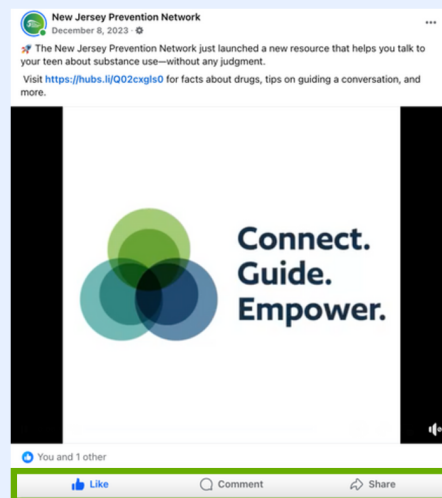 New Jersey Prevention Network
December 8, 2023 ·
🚀 The New Jersey Prevention Network just launched a new resource that helps you talk to
your teen about substance use—without any judgment.
Visit https://hubs.li/Q02cxgls0 for facts about drugs, tips on guiding a conversation, and
more.
Connect.
Guide.
Empower.
You and 1 other
Like Comment Share